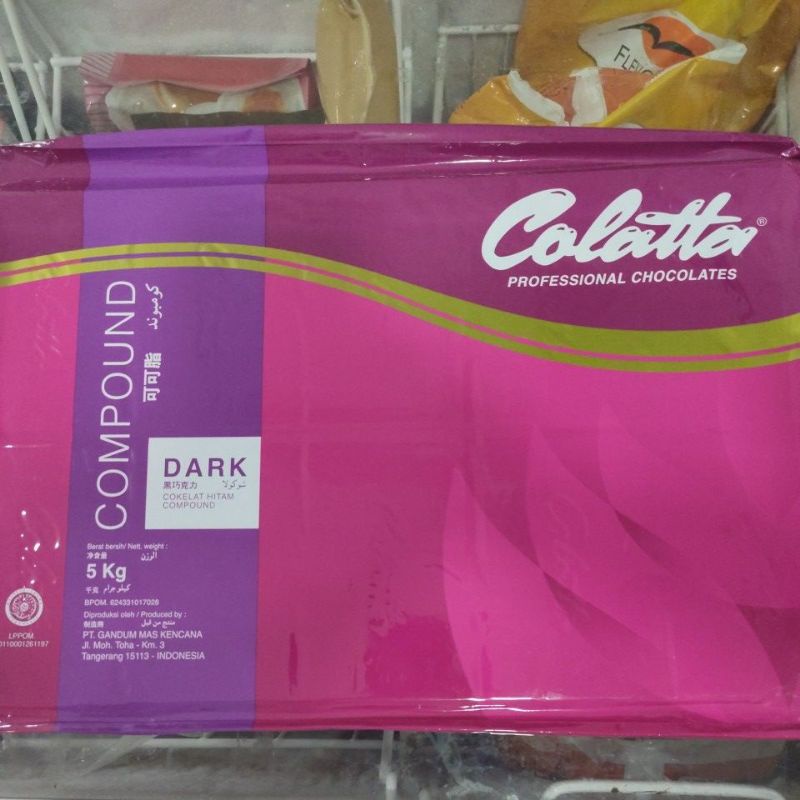 Colatta®
PROFESSIONAL CHOCOLATES
COMPOUND
كومبوند
可可脂
DARK
黑巧克力 شوكولا
COKELAT HITAM
COMPOUND
Berat bersih/ Nett. weight :
净含量 الوزن
5 Kg
千克 كيلو جرام
BPOM. 624331017026
Diproduksi oleh / Produced by :
制造商 منتج من قبل
PT. GANDUM MAS KENCANA
Jl. Moh. Toha - Km. 3
Tangerang 15113 - INDONESIA
LPPOM.